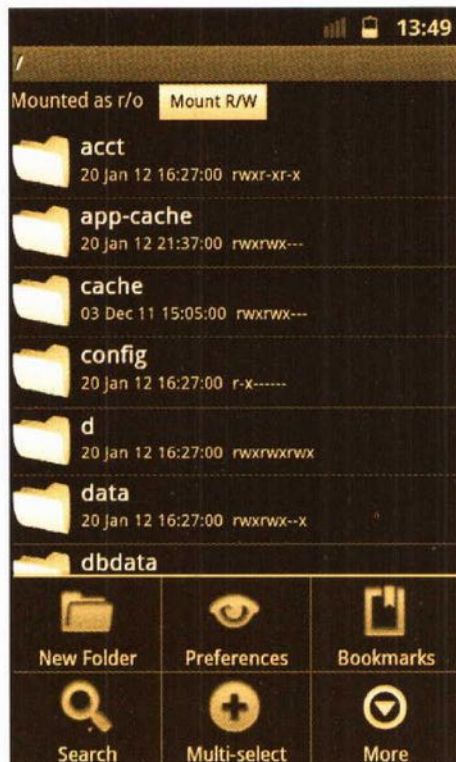 13:49
/
Mounted as r/o Mount R/W
acct
20 Jan 12 16:27:00 rwxr-xr-x
app-cache
20 Jan 12 21:37:00 rwxrwx---
cache
03 Dec 11 15:05:00 rwxrwx---
config
20 Jan 12 16:27:00 r-x------
d
20 Jan 12 16:27:00 rwxrwxrwx
data
20 Jan 12 16:27:00 rwxrwx--x
dbdata
New Folder Preferences Bookmarks
Search Multi-select More